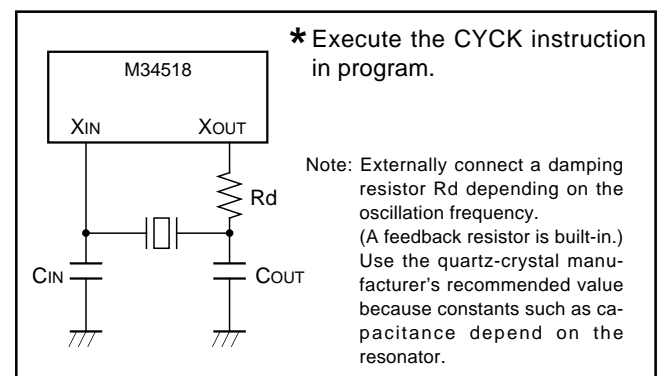 * Execute the CYCK instruction
in program.
M34518
XIN
XOUT
Rd
CIN
COUT
Note: Externally connect a damping
resistor Rd depending on the
oscillation frequency.
(A feedback resistor is built-in.)
Use the quartz-crystal manu-
facturer's recommended value
because constants such as ca-
pacitance depend on the
resonator.